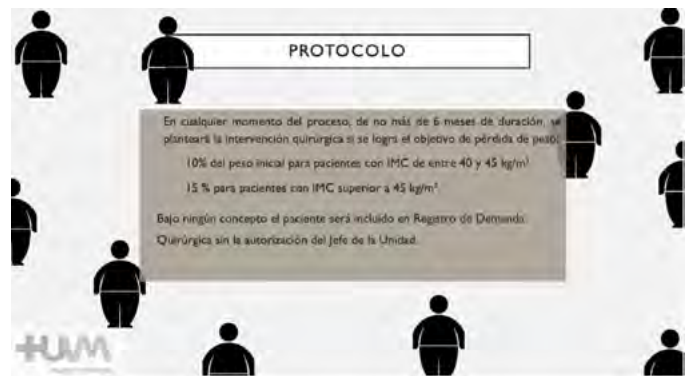 PROTOCOLO
En cualquier momento del proceso, de no más de 6 meses de duración, se
planteará la intervención quirúrgica si se logra el objetivo de pérdida de peso:
10% del peso inicial para pacientes con IMC de entre 40 y 45 kg/m²
15 % para pacientes con IMC superior a 45 kg/m²
Bajo ningún concepto el paciente será incluido en Registro de Demanda
Quirúrgica sin la autorización del Jefe de la Unidad.